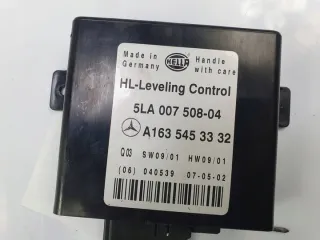 Made in Germany HELLA Handle with care
HL-Leveling Control
5LA 007 508-04
A163 545 33 32
Q03 SW09/01 HW09/01
(06) 040539 07-05-02